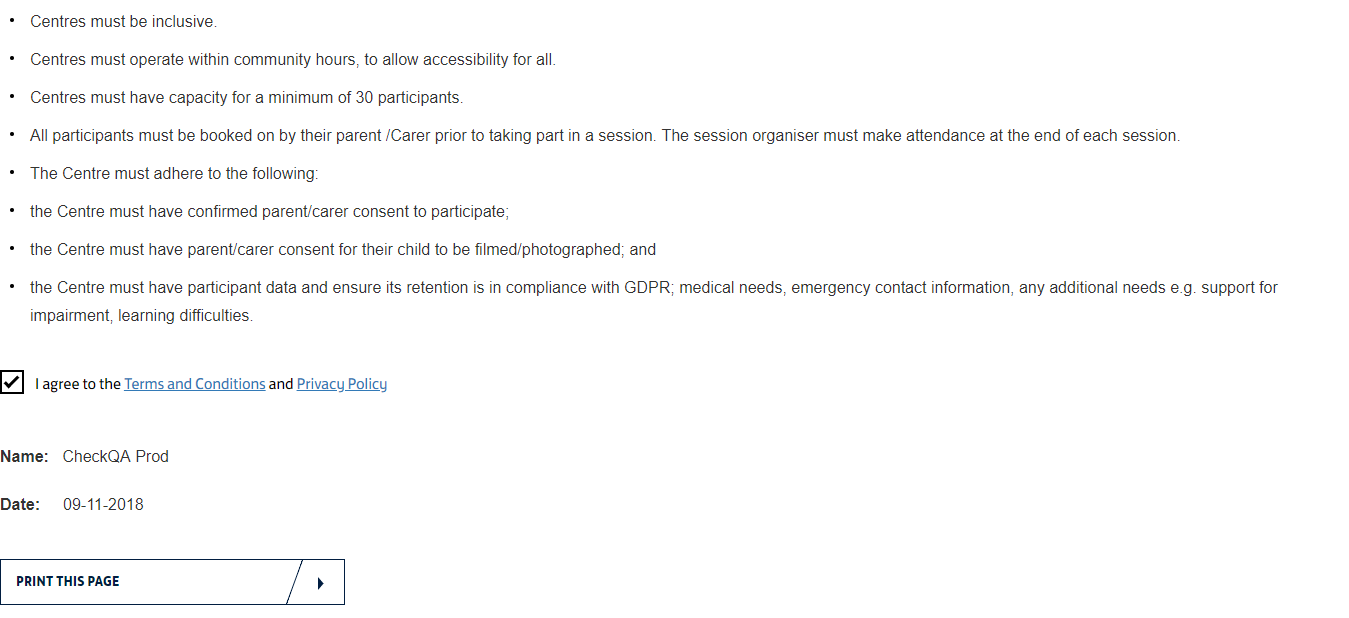 • Centres must be inclusive.
• Centres must operate within community hours, to allow accessibility for all.
• Centres must have capacity for a minimum of 30 participants.
• All participants must be booked on by their parent /Carer prior to taking part in a session. The session organiser must make attendance at the end of each session.
• The Centre must adhere to the following:
• the Centre must have confirmed parent/carer consent to participate;
• the Centre must have parent/carer consent for their child to be filmed/photographed; and
• the Centre must have participant data and ensure its retention is in compliance with GDPR; medical needs, emergency contact information, any additional needs e.g. support for
impairment, learning difficulties.
I agree to the Terms and Conditions and Privacy Policy
Name: CheckQA Prod
Date: 09-11-2018
PRINT THIS PAGE